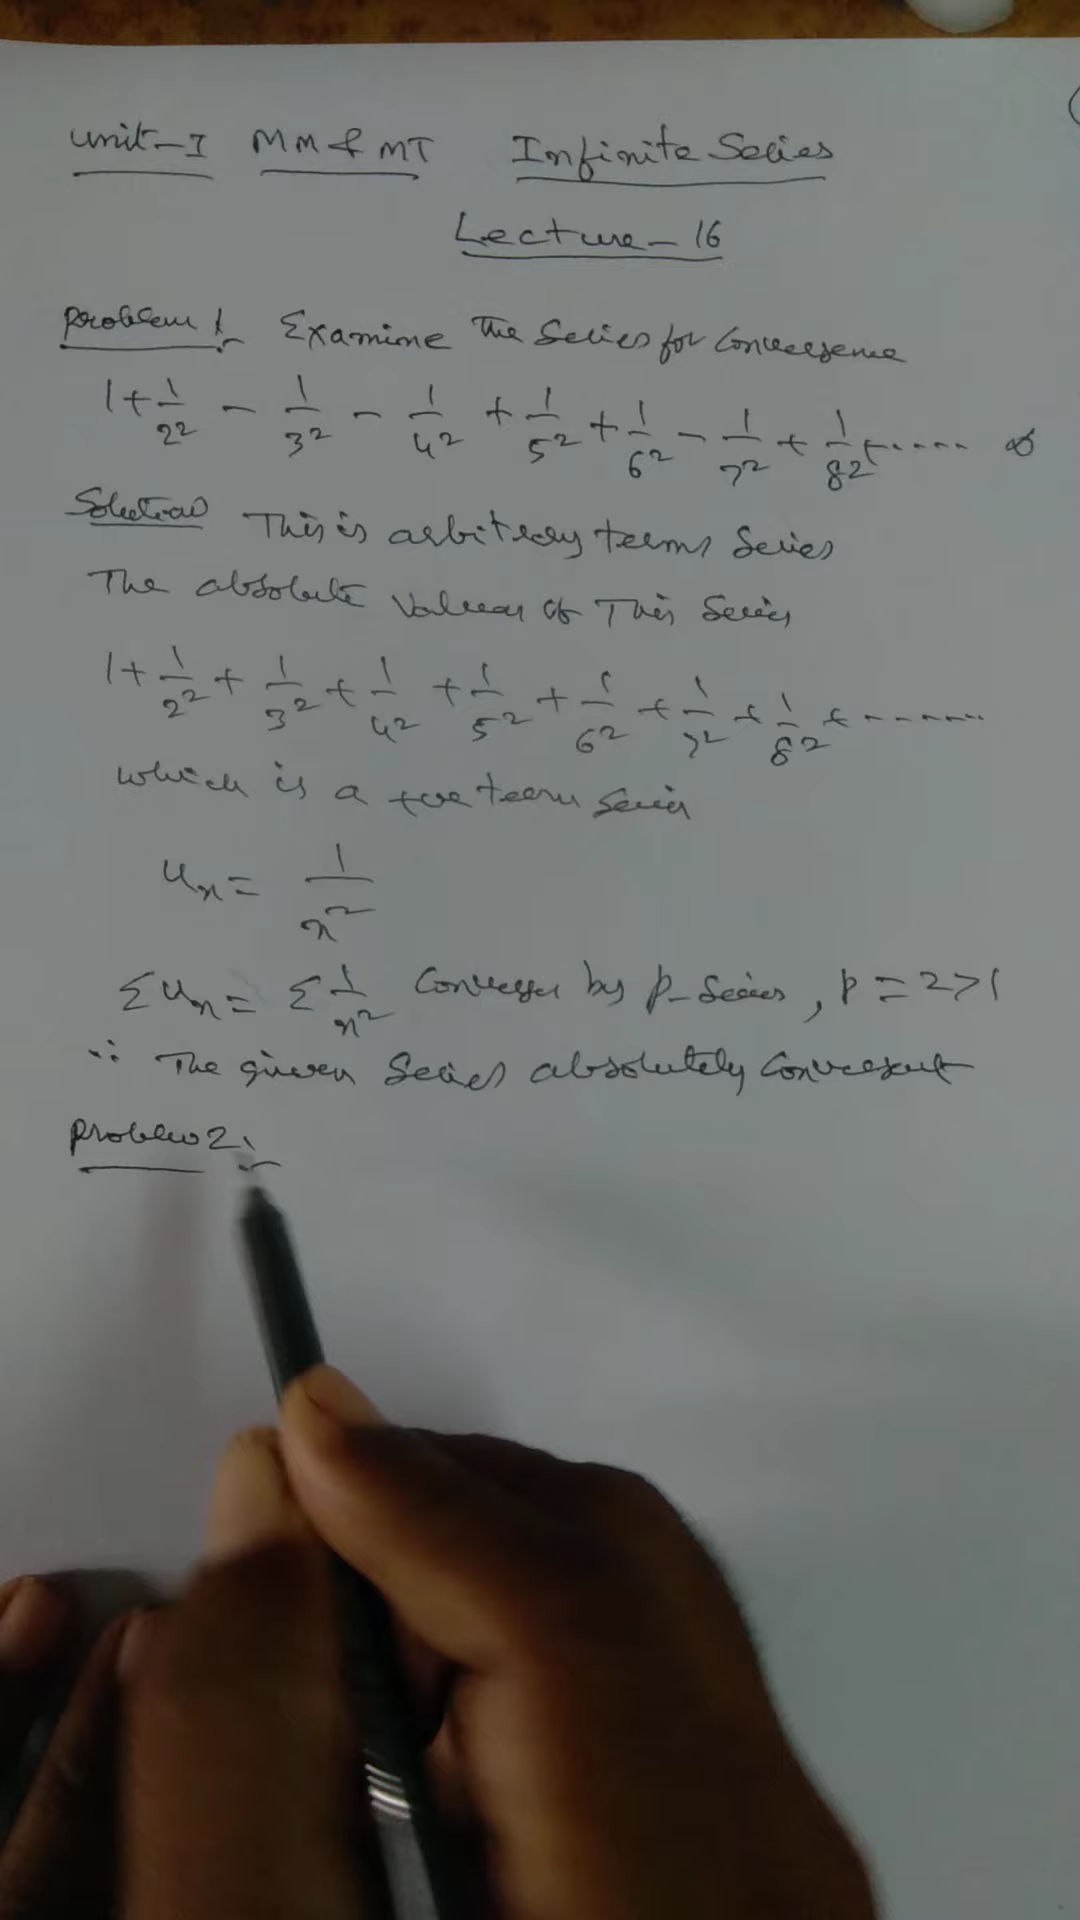 Unit-I MM & MT Infinite Series
Lecture-16
Problem 1:- Examine the Series for Convergence
1 + 1/2² - 1/3² - 1/4² + 1/5² + 1/6² - 1/7² + 1/8² + ..... ∞
Solution This is arbitrary terms Series
The absolute values of This Series
1 + 1/2² + 1/3² + 1/4² + 1/5² + 1/6² + 1/7² + 1/8² + ......
which is a +ve term series
uₙ = 1/n²
Σuₙ = Σ 1/n² Converges by p-Series, p = 2>1
∴ The given Series absolutely Convergent
Problem 2:-